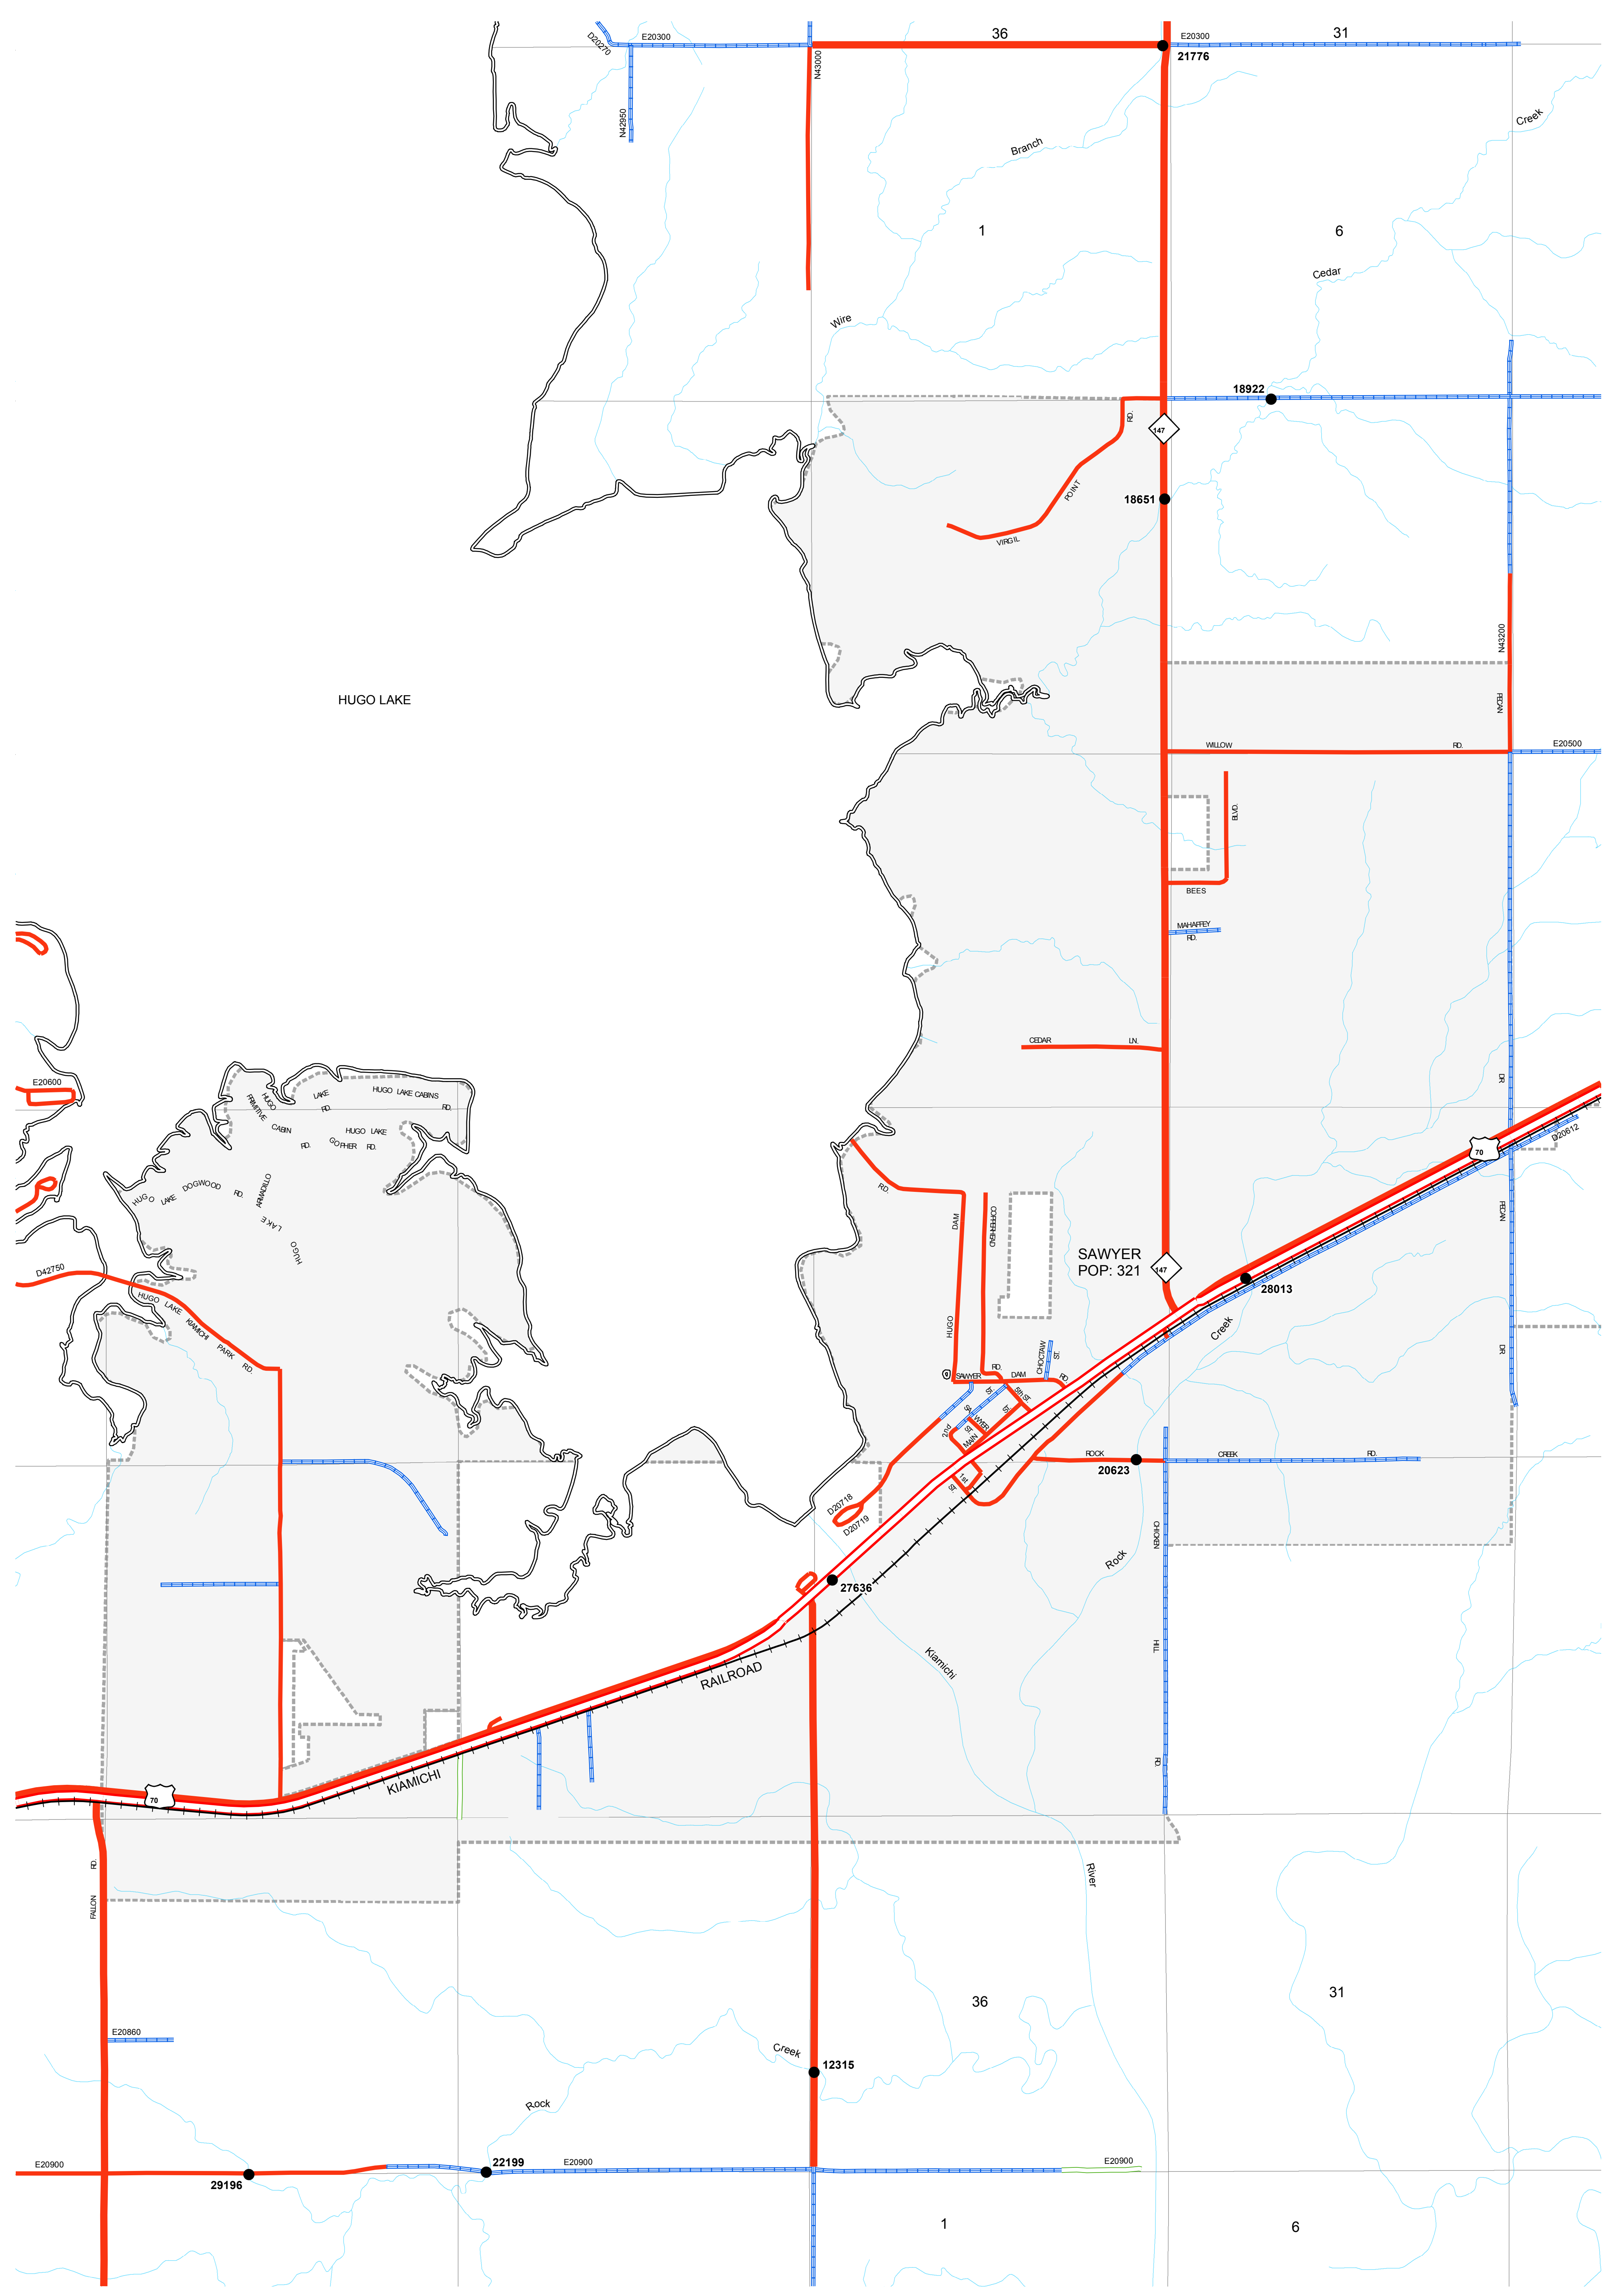 36
31
D20270
E20300
E20300
21776
N43000
N42950
Branch
Creek
1
6
Cedar
Wire
18922
RD.
147
POINT
18651
VIRGIL
N43200
PECAN
HUGO LAKE
WILLOW RD.
E20500
BLVD.
BEES
MAHAFFEY
RD.
CEDAR LN.
DR.
E20600
HUGO LAKE CABINS RD.
LAKE
RD.
HUGO
PRIMITIVE
CABIN
RD.
HUGO LAKE
GOPHER RD.
HUGO LAKE DOGWOOD RD.
ARMADILLO
LAKE
HUGO
D20612
70
RD.
DAM
COPPERHEAD
PECAN
SAWYER
POP: 321
147
D42750
28013
HUGO LAKE
KIAMICHI
PARK
RD.
HUGO
Creek
CHOCTAW
ST.
DR.
SAWYER
RD.
DAM
RD.
ST.
5th ST.
SAWYER
ST.
2nd
ST.
MAIN
ROCK CREEK RD.
20623
1st
ST.
D20718
D20719
CHICKEN
Rock
27636
HILL
Kiamichi
RAILROAD
KIAMICHI
RD.
70
RD.
River
FALLON
36
31
E20860
Creek
12315
Rock
E20900
22199
E20900
E20900
29196
1
6